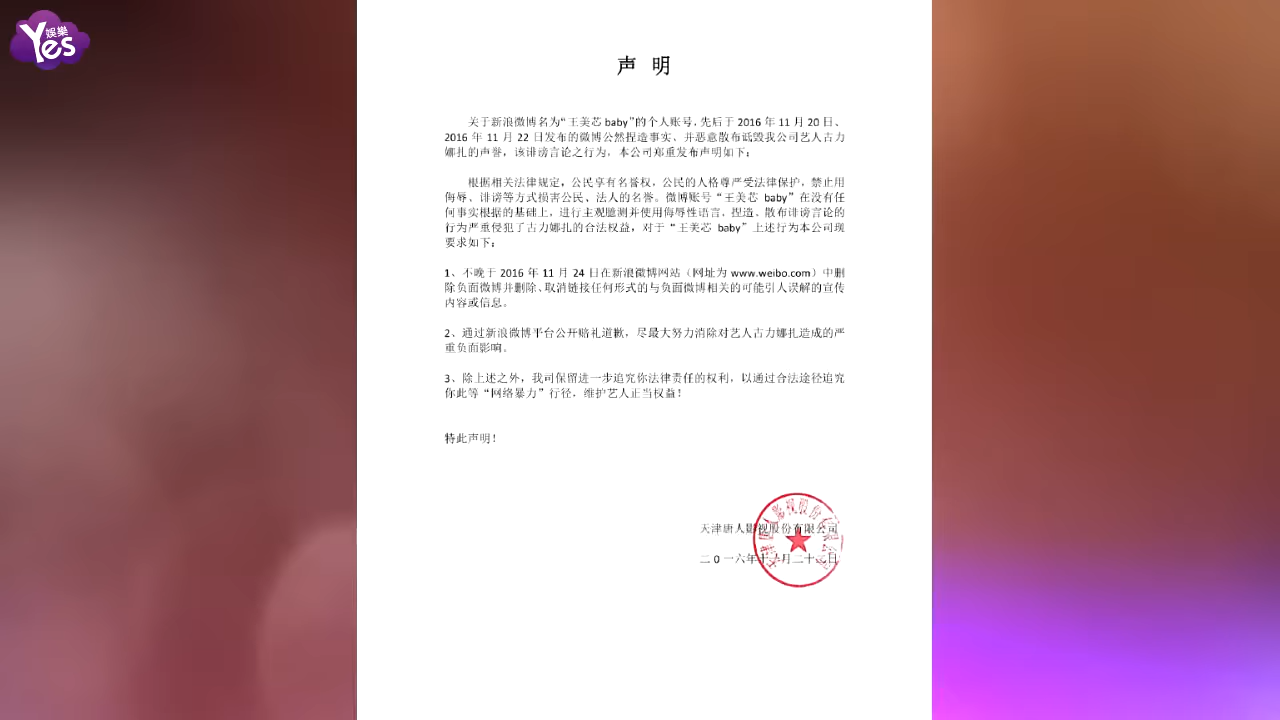 Yes 娛樂
声 明
关于新浪微博名为“王美芯 baby”的个人账号,先后于 2016 年 11 月 20 日、
2016 年 11 月 22 日发布的微博公然捏造事实、并恶意散布诋毁我公司艺人古力
娜扎的声誉,该诽谤言论之行为,本公司郑重发布声明如下:
根据相关法律规定,公民享有名誉权,公民的人格尊严受法律保护,禁止用
侮辱、诽谤等方式损害公民、法人的名誉。微博账号“王美芯 baby”在没有任
何事实根据的基础上,进行主观臆测并使用侮辱性语言,捏造、散布诽谤言论的
行为严重侵犯了古力娜扎的合法权益,对于“王美芯 baby”上述行为本公司现
要求如下:
1、不晚于 2016 年 11 月 24 日在新浪微博网站(网址为 www.weibo.com)中删
除负面微博并删除、取消链接任何形式的与负面微博相关的可能引人误解的宣传
内容或信息。
2、通过新浪微博平台公开赔礼道歉,尽最大努力消除对艺人古力娜扎造成的严
重负面影响。
3、除上述之外,我司保留进一步追究你法律责任的权利,以通过合法途径追究
你此等“网络暴力”行径,维护艺人正当权益!
特此声明!
天津唐人影视股份有限公司
二 0 一六年十一月二十 日